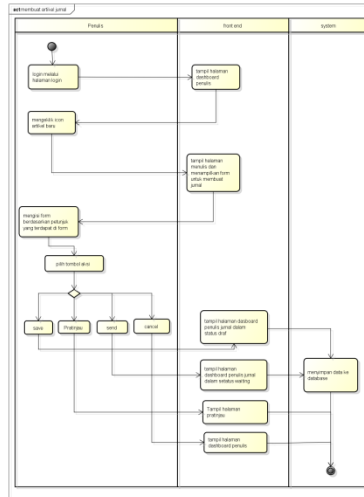 act membuat artikel jurnal
Penulis
front end
system
login melalui
halaman login
tampil halaman
dashboard
penulis
mengklik icon
artikel baru
tampil halaman
menulis dan
menampilkan form
untuk membuat
jurnal
mengisi form
berdasarkan petunjuk
yang terdapat di form
pilih tombol aksi
save
Pratinjau
send
cancel
tampil halaman dasboard
penulis jurnal dalam
status draf
tampil halaman
dashboard penulis jurnal
dalam setatus waiting
menyimpan data ke
database
Tampil halaman
pratinjau
tampil halaman
dashboard penulis